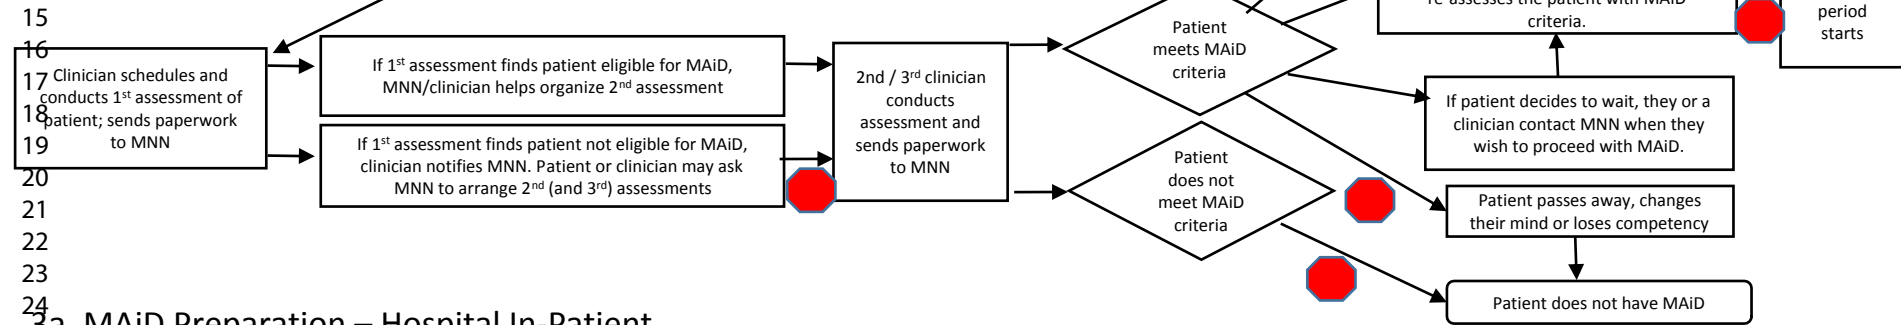 15
16
17
18
19
20
21
22
23
24
Clinician schedules and
conducts 1st assessment of
patient; sends paperwork
to MNN
If 1st assessment finds patient eligible for MAiD,
MNN/clinician helps organize 2nd assessment
If 1st assessment finds patient not eligible for MAiD,
clinician notifies MNN. Patient or clinician may ask
MNN to arrange 2nd (and 3rd) assessments
2nd / 3rd clinician
conducts
assessment and
sends paperwork
to MNN
Patient
meets MAiD
criteria
Patient
does not
meet MAiD
criteria
re-assesses the patient with MAiD
criteria.
period
starts
If patient decides to wait, they or a
clinician contact MNN when they
wish to proceed with MAiD.
Patient passes away, changes
their mind or loses competency
Patient does not have MAiD
3a. MAiD Preparation – Hospital In-Patient